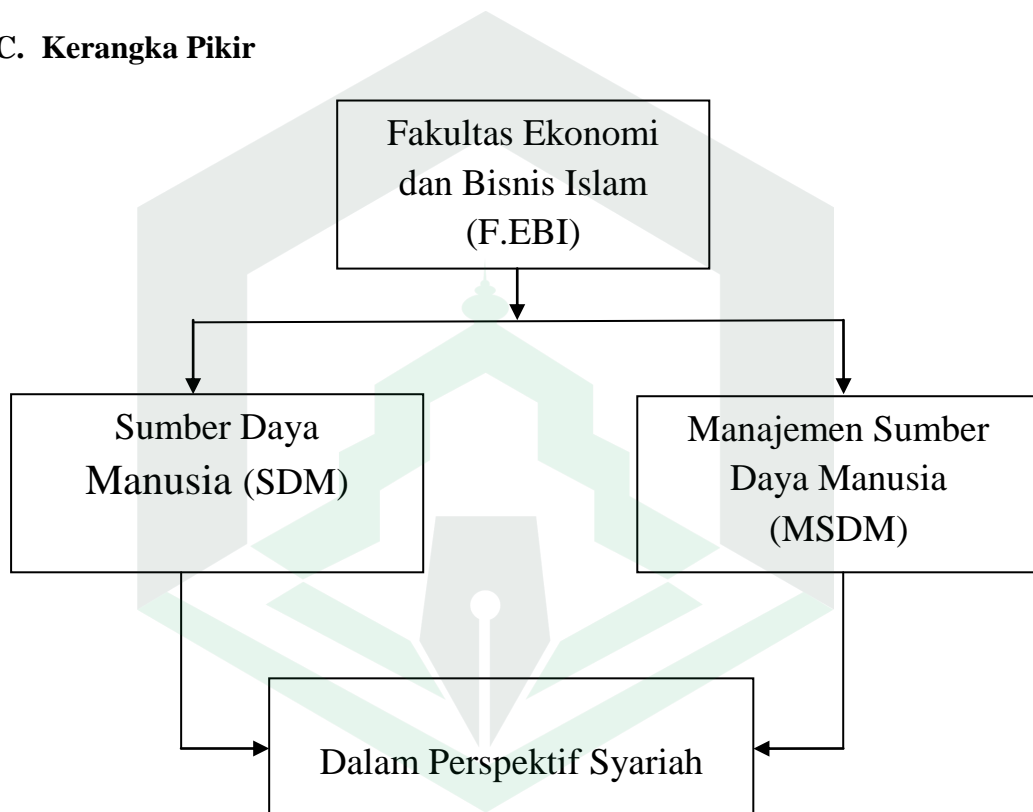 C. Kerangka Pikir
Fakultas Ekonomi
dan Bisnis Islam
(F.EBI)
Sumber Daya
Manusia (SDM)
Manajemen Sumber
Daya Manusia
(MSDM)
Dalam Perspektif Syariah